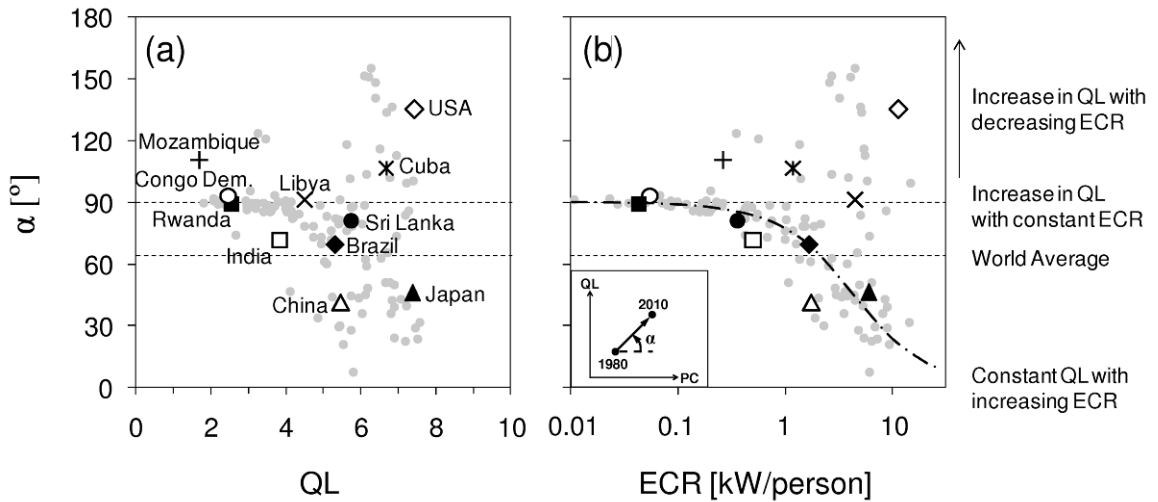 180
150
120
90
60
30
0
α [º]
(a)
USA
Mozambique
Cuba
Congo Dem.
Libya
Rwanda
Sri Lanka
India
Brazil
China
Japan
0
2
4
6
8
10
QL
(b)
QL
2010
α
1980
PC
0.01
0.1
1
10
ECR [kW/person]
Increase in QL with
decreasing ECR
Increase in QL
with constant ECR
World Average
Constant QL with
increasing ECR